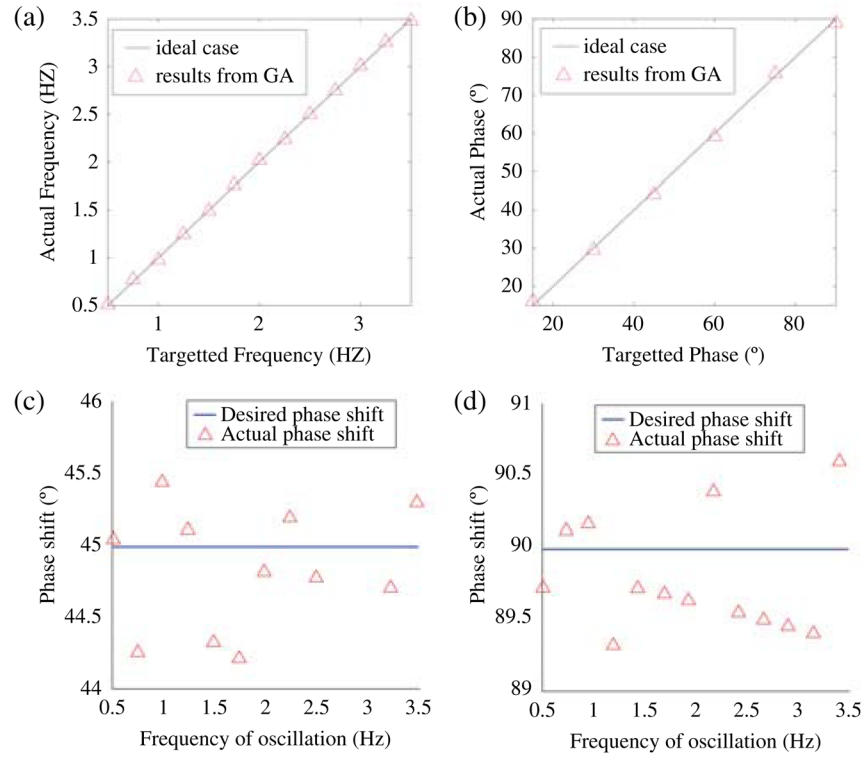 (a)
Actual Frequency (HZ)
3.5
3
2.5
2
1.5
1
0.5
ideal case
results from GA
1
2
3
Targetted Frequency (HZ)
(b)
Actual Phase (º)
90
80
70
60
50
40
30
20
ideal case
results from GA
20
40
60
80
Targetted Phase (º)
(c)
Phase shift (º)
46
45.5
45
44.5
44
Desired phase shift
Actual phase shift
0.5
1
1.5
2
2.5
3
3.5
Frequency of oscillation (Hz)
(d)
Phase shift (º)
91
90.5
90
89.5
89
Desired phase shift
Actual phase shift
0.5
1
1.5
2
2.5
3
3.5
Frequency of oscillation (Hz)